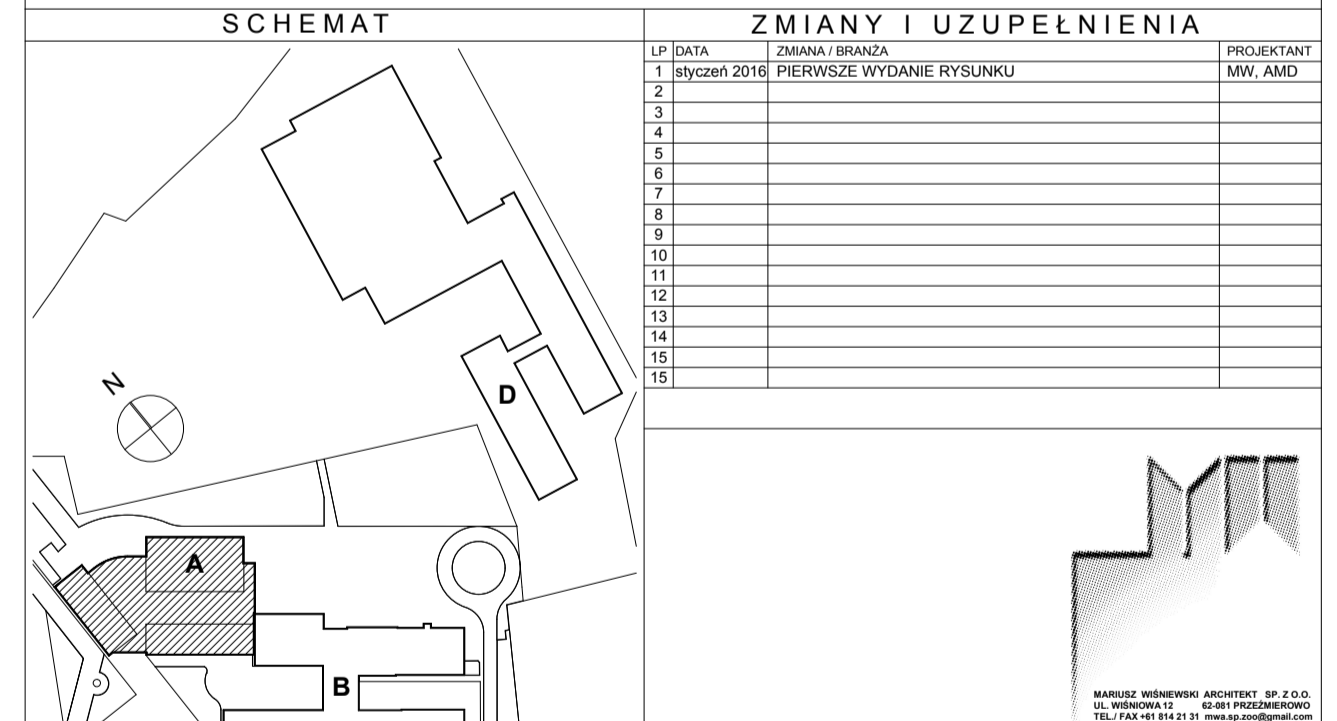 SCHEMAT
N
D
A
B
ZMIANY I UZUPEŁNIENIA
LP DATA ZMIANA / BRANŻA PROJEKTANT
1 styczeń 2016 PIERWSZE WYDANIE RYSUNKU MW, AMD
2
3
4
5
6
7
8
9
10
11
12
13
14
15
15
MARIUSZ WIŚNIEWSKI ARCHITEKT SP. Z O.O.
UL. WIŚNIOWA 12 62-081 PRZEŹMIEROWO
TEL./ FAX +61 814 21 31 mwa.sp.zoo@gmail.com